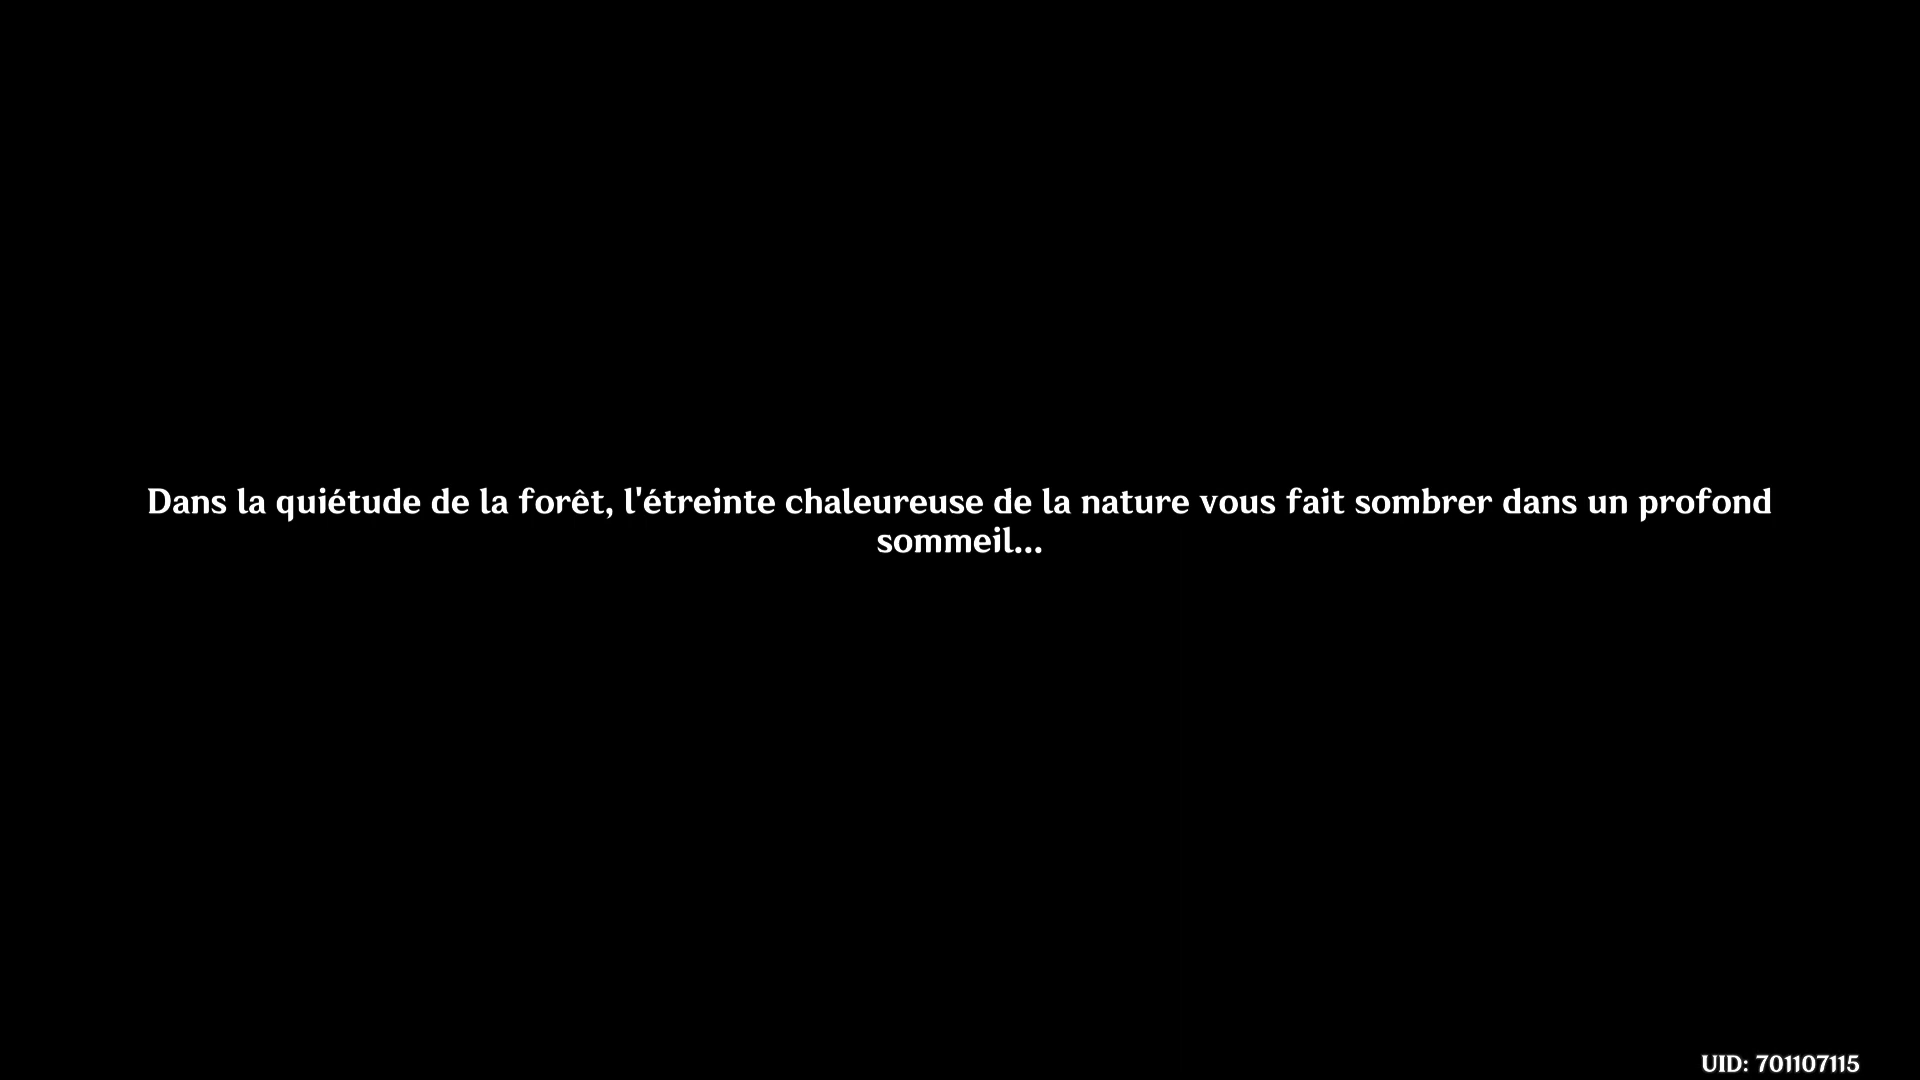 Dans la quiétude de la forêt, l'étreinte chaleureuse de la nature vous fait sombrer dans un profond
sommeil...
UID: 701107115